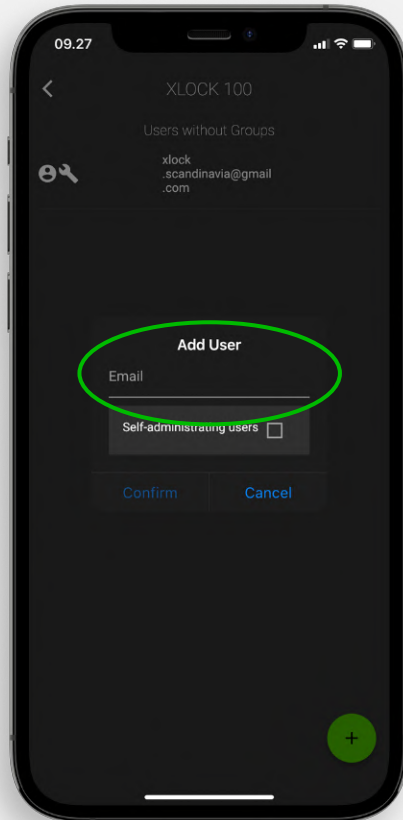 09.27
XLOCK 100
Users without Groups
xlock
.scandinavia@gmail
.com
Add User
Email
Self-administrating users
Confirm
Cancel
+